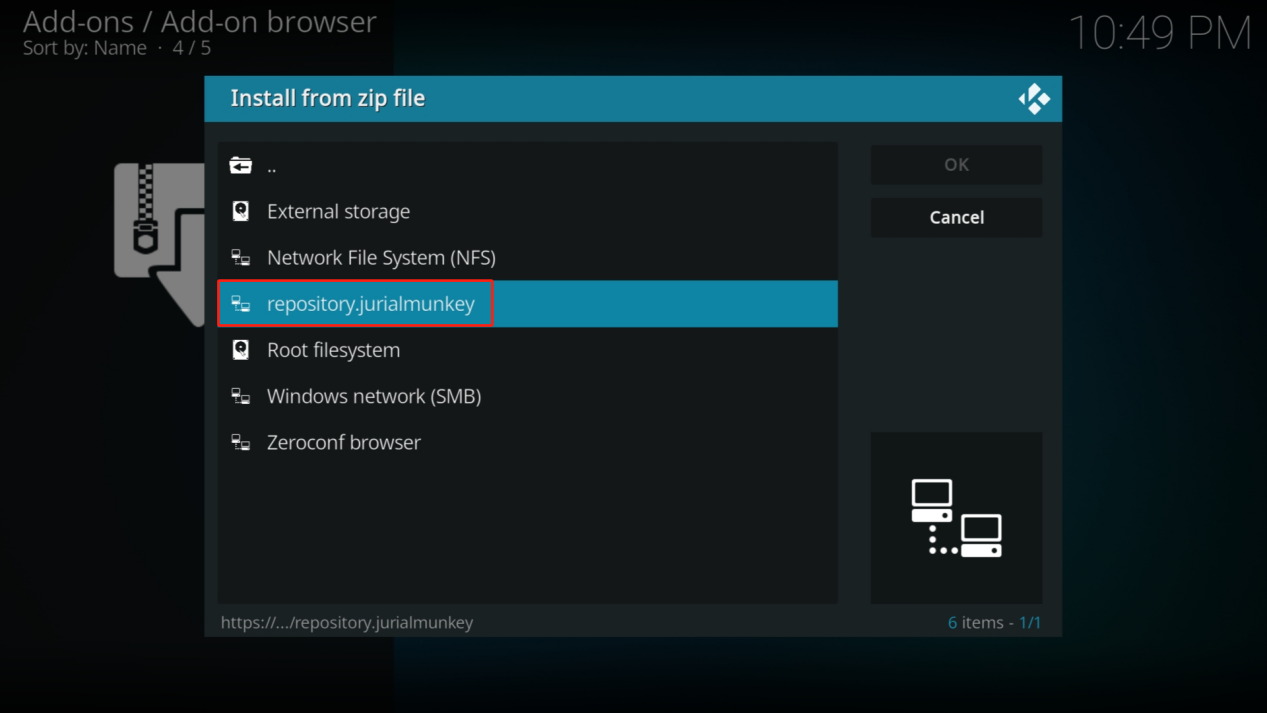 Add-ons / Add-on browser
Sort by: Name · 4 / 5
10:49 PM
Install from zip file
..
External storage
Network File System (NFS)
repository.jurialmunkey
Root filesystem
Windows network (SMB)
Zeroconf browser
OK
Cancel
https://.../repository.jurialmunkey
6 items - 1/1